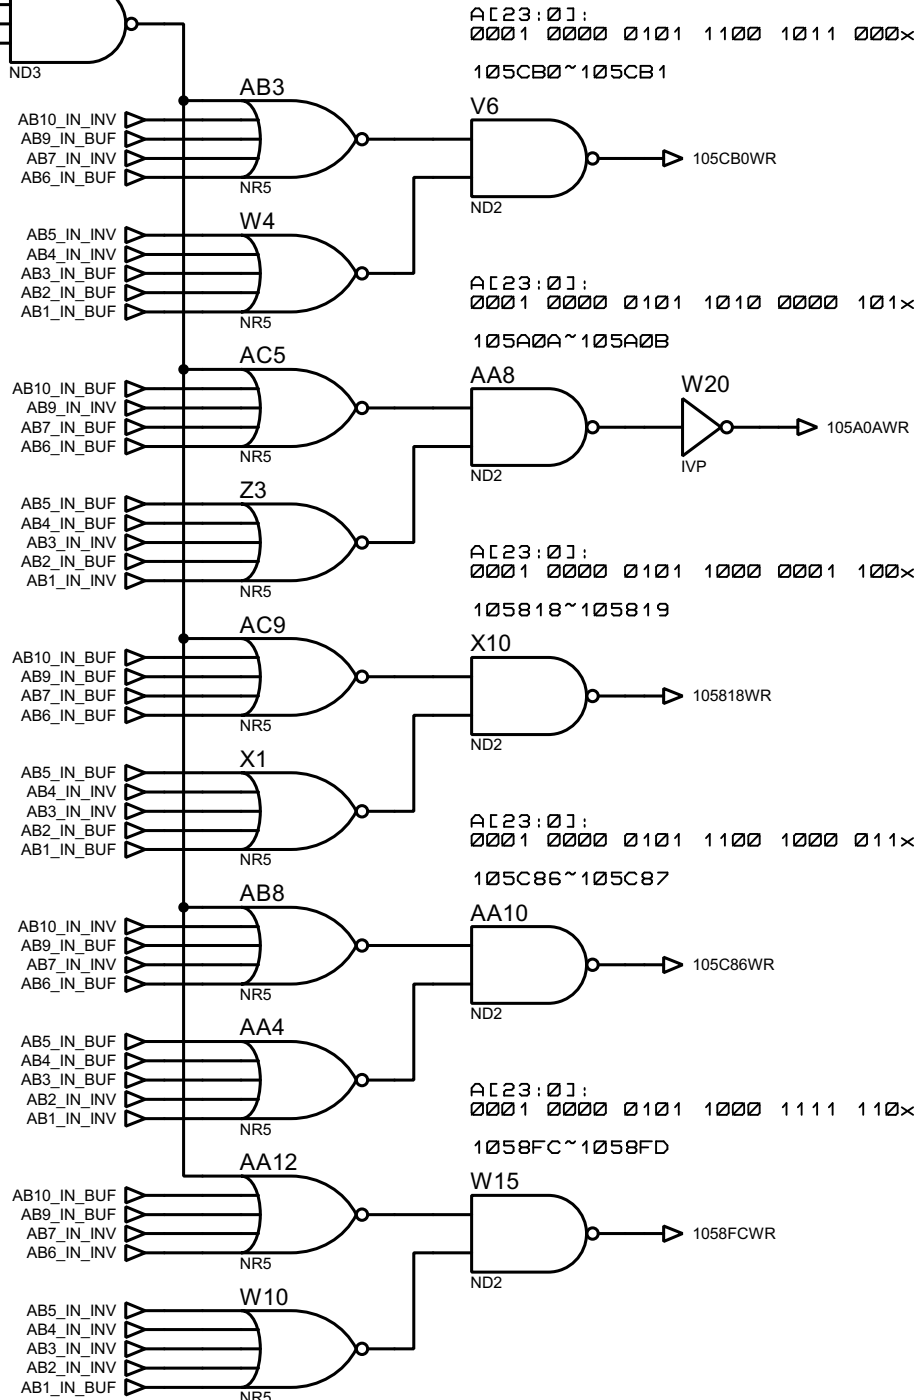 ND3
A[23:0]:
0001 0000 0101 1100 1011 000x
105CB0~105CB1
AB3
AB10_IN_INV
AB9_IN_BUF
AB7_IN_INV
AB6_IN_BUF
NR5
V6
ND2
105CB0WR
W4
AB5_IN_INV
AB4_IN_INV
AB3_IN_BUF
AB2_IN_BUF
AB1_IN_BUF
NR5
A[23:0]:
0001 0000 0101 1010 0000 101x
105A0A~105A0B
AC5
AB10_IN_BUF
AB9_IN_INV
AB7_IN_BUF
AB6_IN_BUF
NR5
AA8
ND2
W20
IVP
105A0AWR
Z3
AB5_IN_BUF
AB4_IN_BUF
AB3_IN_INV
AB2_IN_BUF
AB1_IN_INV
NR5
A[23:0]:
0001 0000 0101 1000 0001 100x
105818~105819
AC9
AB10_IN_BUF
AB9_IN_BUF
AB7_IN_BUF
AB6_IN_BUF
NR5
X10
ND2
105818WR
X1
AB5_IN_BUF
AB4_IN_INV
AB3_IN_INV
AB2_IN_BUF
AB1_IN_BUF
NR5
A[23:0]:
0001 0000 0101 1100 1000 011x
105C86~105C87
AB8
AB10_IN_INV
AB9_IN_BUF
AB7_IN_INV
AB6_IN_BUF
NR5
AA10
ND2
105C86WR
AA4
AB5_IN_BUF
AB4_IN_BUF
AB3_IN_BUF
AB2_IN_INV
AB1_IN_INV
NR5
A[23:0]:
0001 0000 0101 1000 1111 110x
1058FC~1058FD
AA12
AB10_IN_BUF
AB9_IN_BUF
AB7_IN_INV
AB6_IN_INV
NR5
W15
ND2
1058FCWR
W10
AB5_IN_INV
AB4_IN_INV
AB3_IN_INV
AB2_IN_INV
AB1_IN_BUF
NR5